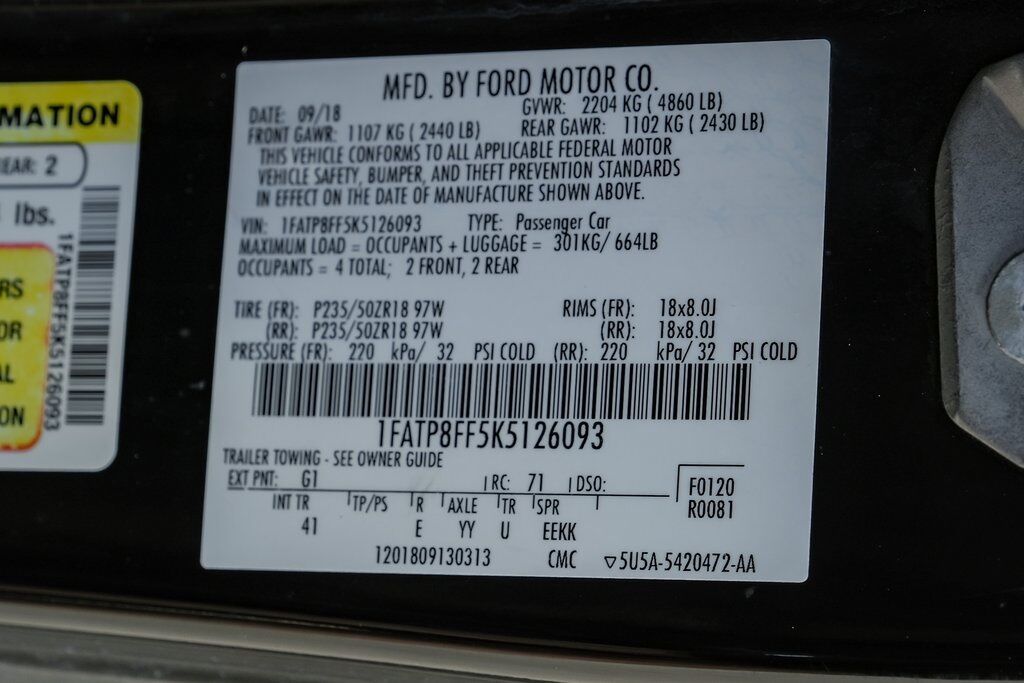 MATION
EAR: 2
lbs.
RS
OR
AL
ON
1FATP8FF5K5126093
MFD. BY FORD MOTOR CO.
DATE: 09/18 GVWR: 2204 KG ( 4860 LB)
FRONT GAWR: 1107 KG ( 2440 LB) REAR GAWR: 1102 KG ( 2430 LB)
THIS VEHICLE CONFORMS TO ALL APPLICABLE FEDERAL MOTOR
VEHICLE SAFETY, BUMPER, AND THEFT PREVENTION STANDARDS
IN EFFECT ON THE DATE OF MANUFACTURE SHOWN ABOVE.
VIN: 1FATP8FF5K5126093 TYPE: Passenger Car
MAXIMUM LOAD = OCCUPANTS + LUGGAGE = 301KG/ 664LB
OCCUPANTS = 4 TOTAL; 2 FRONT, 2 REAR
TIRE (FR): P235/50ZR18 97W RIMS (FR): 18x8.0J
(RR): P235/50ZR18 97W (RR): 18x8.0J
PRESSURE (FR): 220 kPa/ 32 PSI COLD (RR): 220 kPa/ 32 PSI COLD
1FATP8FF5K5126093
TRAILER TOWING - SEE OWNER GUIDE
EXT PNT: G1 RC: 71 DSO: F0120
INT TR TP/PS R AXLE TR SPR R0081
41 E YY U EEKK
1201809130313 CMC ▽5U5A-5420472-AA